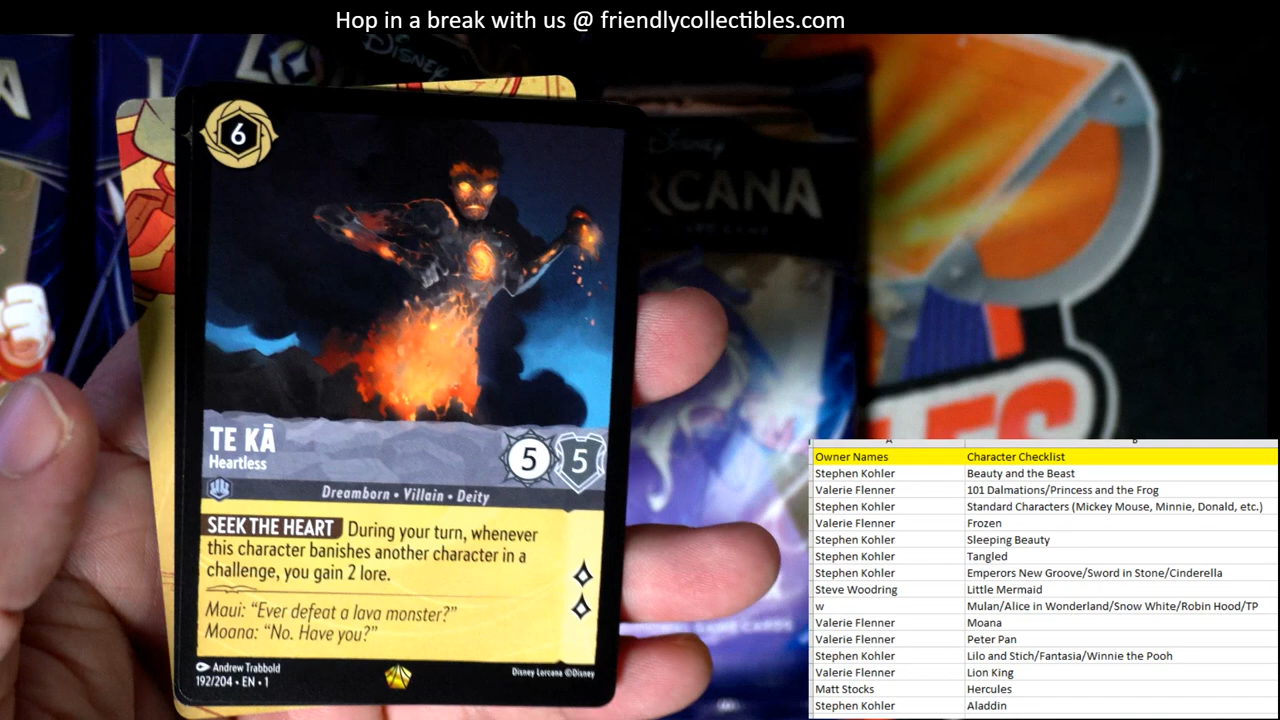 Hop in a break with us @ friendlycollectibles.com
DISNEY
LO
A
6
Disney
RCANA
TE KĀ
Heartless
5
5
Dreamborn • Villain • Deity
SEEK THE HEART During your turn, whenever
this character banishes another character in a
challenge, you gain 2 lore.
Maui: “Ever defeat a lava monster?”
Moana: “No. Have you?”
Andrew Trabbold
Disney Lorcana ©Disney
192/204 • EN • 1
LES
A B
Owner Names Character Checklist
Stephen Kohler Beauty and the Beast
Valerie Flenner 101 Dalmations/Princess and the Frog
Stephen Kohler Standard Characters (Mickey Mouse, Minnie, Donald, etc.)
Valerie Flenner Frozen
Stephen Kohler Sleeping Beauty
Stephen Kohler Tangled
Stephen Kohler Emperors New Groove/Sword in Stone/Cinderella
Steve Woodring Little Mermaid
w Mulan/Alice in Wonderland/Snow White/Robin Hood/TP
Valerie Flenner Moana
Valerie Flenner Peter Pan
Stephen Kohler Lilo and Stich/Fantasia/Winnie the Pooh
Valerie Flenner Lion King
Matt Stocks Hercules
Stephen Kohler Aladdin